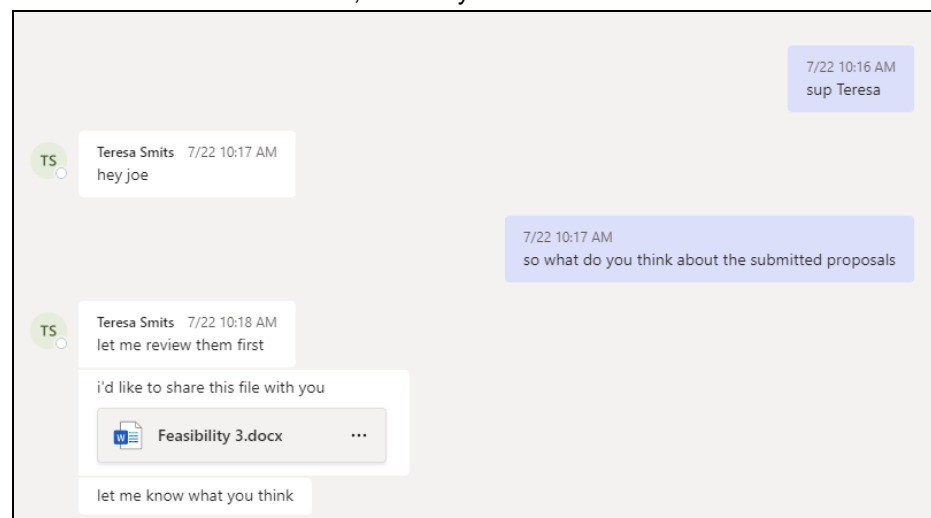 7/22 10:16 AM
sup Teresa
TS
Teresa Smits 7/22 10:17 AM
hey joe
7/22 10:17 AM
so what do you think about the submitted proposals
TS
Teresa Smits 7/22 10:18 AM
let me review them first
i'd like to share this file with you
W
Feasibility 3.docx ...
let me know what you think